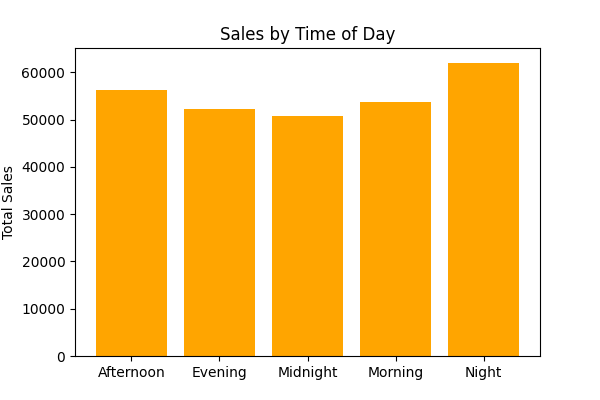 Sales by Time of Day
Total Sales
60000
50000
40000
30000
20000
10000
0
Afternoon Evening Midnight Morning Night